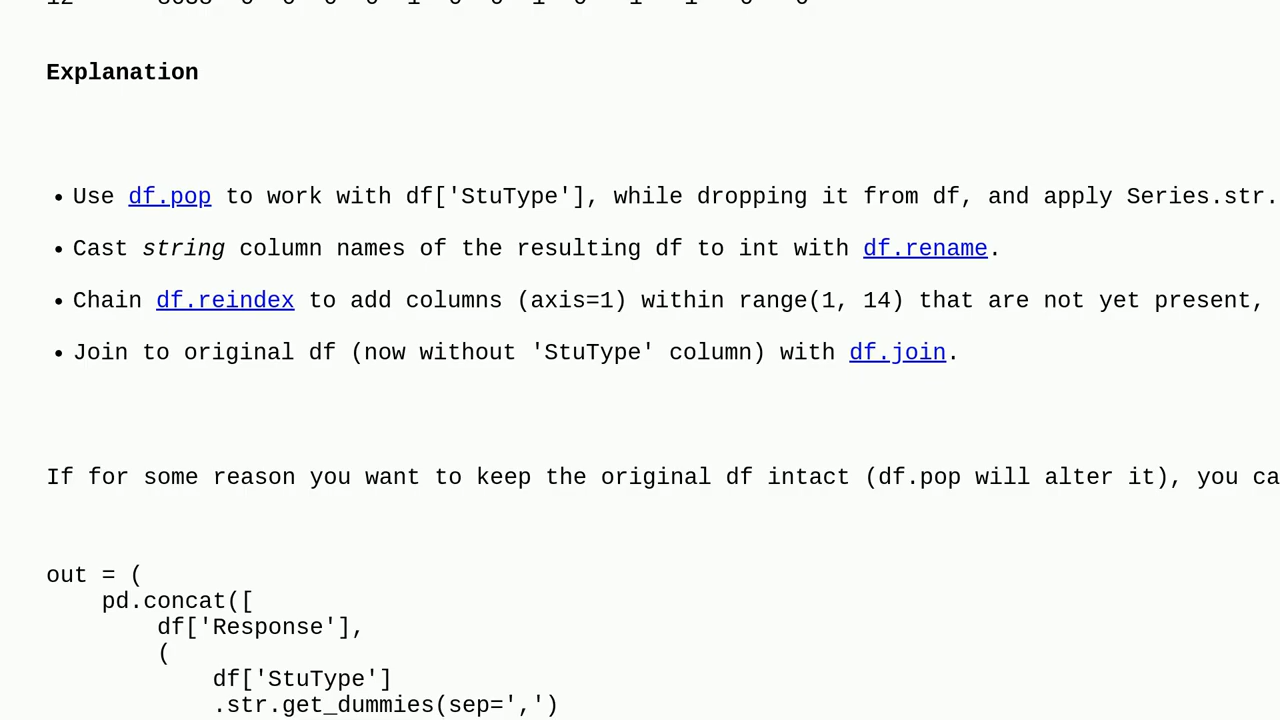 Explanation
• Use df.pop to work with df['StuType'], while dropping it from df, and apply Series.str.
• Cast string column names of the resulting df to int with df.rename.
• Chain df.reindex to add columns (axis=1) within range(1, 14) that are not yet present,
• Join to original df (now without 'StuType' column) with df.join.
If for some reason you want to keep the original df intact (df.pop will alter it), you ca
out = (
    pd.concat([
        df['Response'],
        (
            df['StuType']
            .str.get_dummies(sep=',')